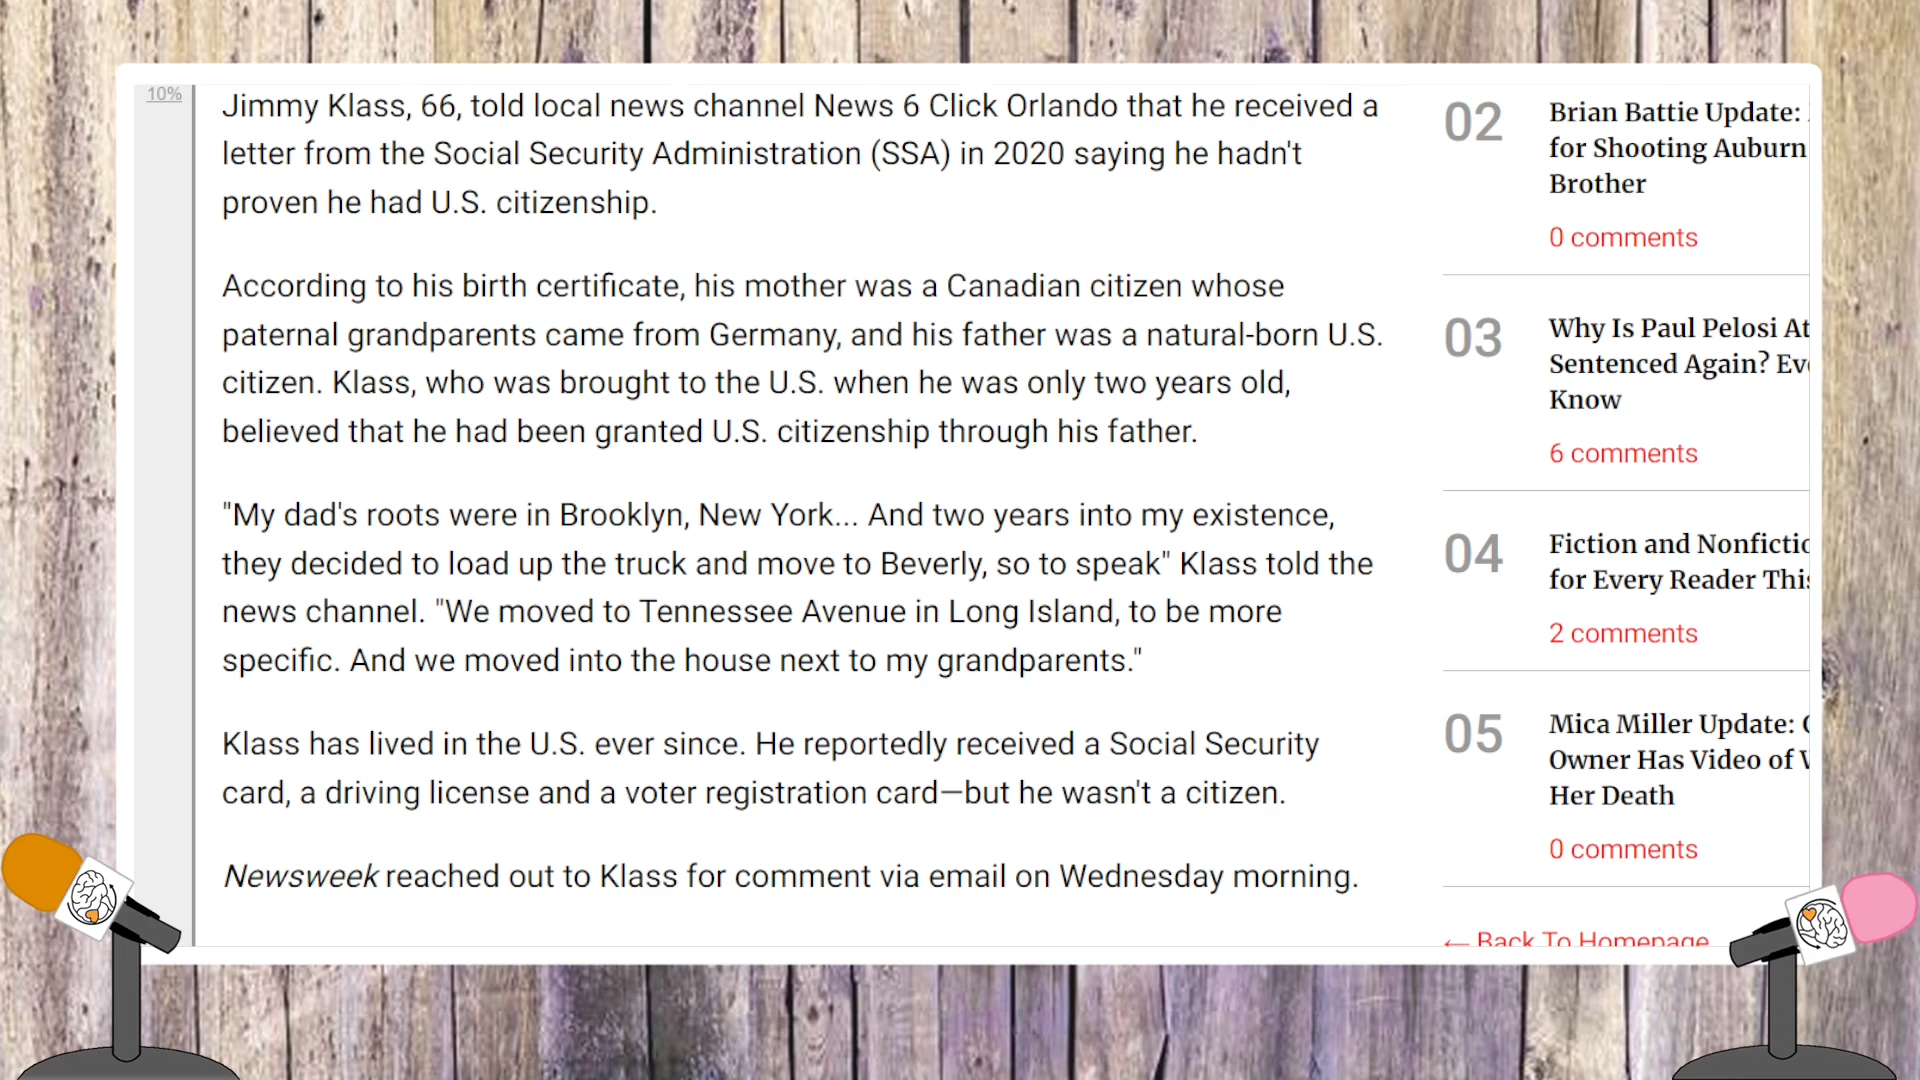 10%
Jimmy Klass, 66, told local news channel News 6 Click Orlando that he received a
letter from the Social Security Administration (SSA) in 2020 saying he hadn't
proven he had U.S. citizenship.
According to his birth certificate, his mother was a Canadian citizen whose
paternal grandparents came from Germany, and his father was a natural-born U.S.
citizen. Klass, who was brought to the U.S. when he was only two years old,
believed that he had been granted U.S. citizenship through his father.
"My dad's roots were in Brooklyn, New York... And two years into my existence,
they decided to load up the truck and move to Beverly, so to speak" Klass told the
news channel. "We moved to Tennessee Avenue in Long Island, to be more
specific. And we moved into the house next to my grandparents."
Klass has lived in the U.S. ever since. He reportedly received a Social Security
card, a driving license and a voter registration card—but he wasn't a citizen.
Newsweek reached out to Klass for comment via email on Wednesday morning.
02
Brian Battie Update:
for Shooting Auburn
Brother
0 comments
03
Why Is Paul Pelosi At
Sentenced Again? Ev
Know
6 comments
04
Fiction and Nonfictio
for Every Reader This
2 comments
05
Mica Miller Update:
Owner Has Video of
Her Death
0 comments
← Back To Homepage